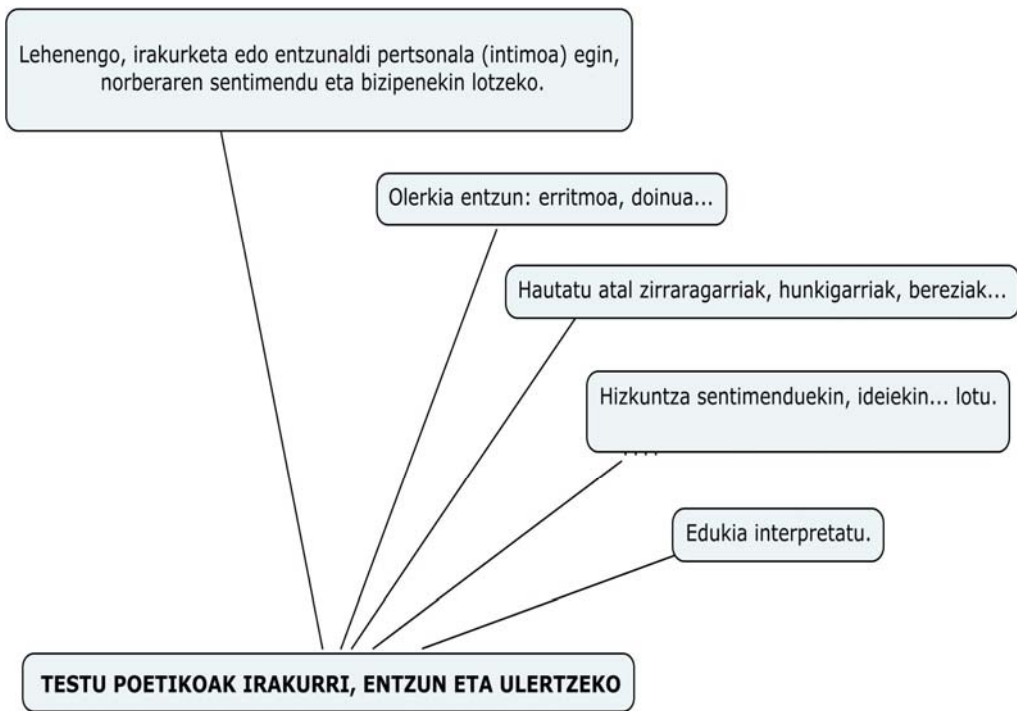 Lehenengo, irakurketa edo entzunaldi pertsonala (intimoa) egin,
norberaren sentimendu eta bizipenekin lotzeko.
Olerkia entzun: erritmoa, doinua...
Hautatu atal zirraragarriak, hunkigarriak, bereziak...
Hizkuntza sentimenduekin, ideiekin... lotu.
Edukia interpretatu.
TESTU POETIKOAK IRAKURRI, ENTZUN ETA ULERTZEKO